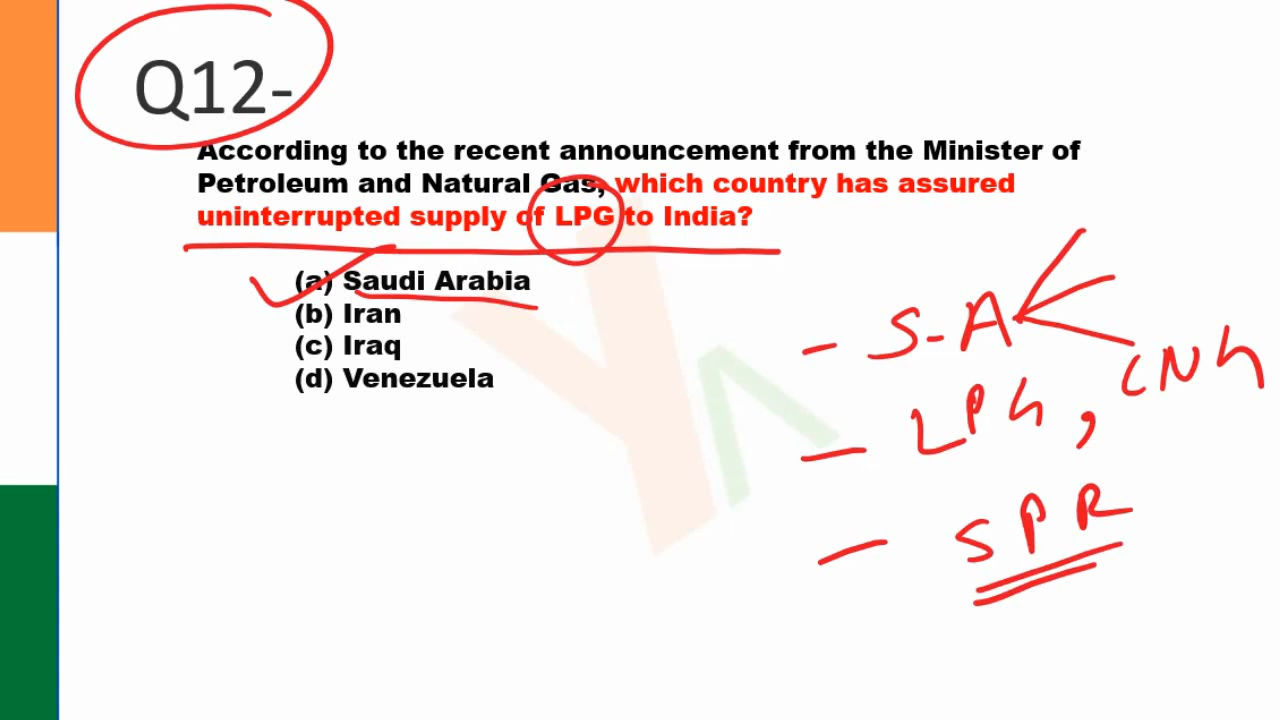 Q12-
According to the recent announcement from the Minister of
Petroleum and Natural Gas, which country has assured
uninterrupted supply of LPG to India?
(a) Saudi Arabia
(b) Iran
(c) Iraq
(d) Venezuela
- S-A
- LPG, CNG
- SPR